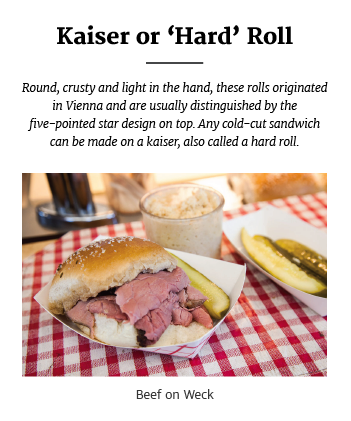 Kaiser or ‘Hard’ Roll
Round, crusty and light in the hand, these rolls originated
in Vienna and are usually distinguished by the
five-pointed star design on top. Any cold-cut sandwich
can be made on a kaiser, also called a hard roll.
Beef on Weck